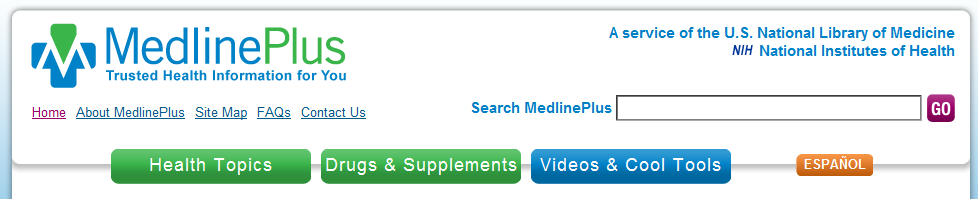 MedlinePlus
Trusted Health Information for You
A service of the U.S. National Library of Medicine
NIH National Institutes of Health
Home About MedlinePlus Site Map FAQs Contact Us
Search MedlinePlus GO
Health Topics Drugs & Supplements Videos & Cool Tools ESPAÑOL